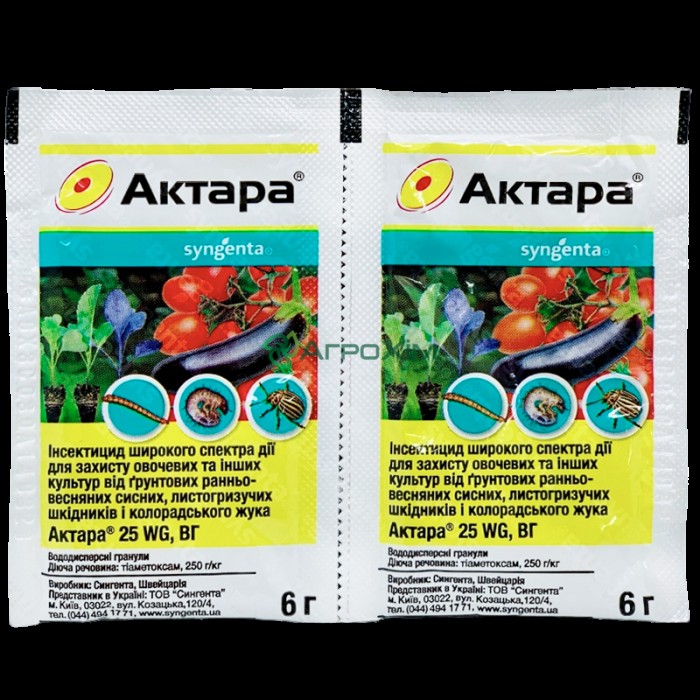 Актара®
syngenta®
Інсектицид широкого спектра дії
для захисту овочевих та інших
культур від ґрунтових ранньо-
весняних сисних, листогризучих
шкідників і колорадського жука
Актара® 25 WG, ВГ
Вододисперсні гранули
Діюча речовина: тіаметоксам, 250 г/кг
Виробник: Сингента, Швейцарія
Представник в Україні: ТОВ "Сингента"
м. Київ, 03022, вул. Козацька,120/4,
тел.(044) 494 17 71, www.syngenta.ua
6 г
Актара®
syngenta®
АГРОХІМ
Інсектицид широкого спектра дії
для захисту овочевих та інших
культур від ґрунтових ранньо-
весняних сисних, листогризучих
шкідників і колорадського жука
Актара® 25 WG, ВГ
Вододисперсні гранули
Діюча речовина: тіаметоксам, 250 г/кг
Виробник: Сингента, Швейцарія
Представник в Україні: ТОВ "Сингента"
м. Київ, 03022, вул. Козацька,120/4,
тел.(044) 494 17 71, www.syngenta.ua
6 г